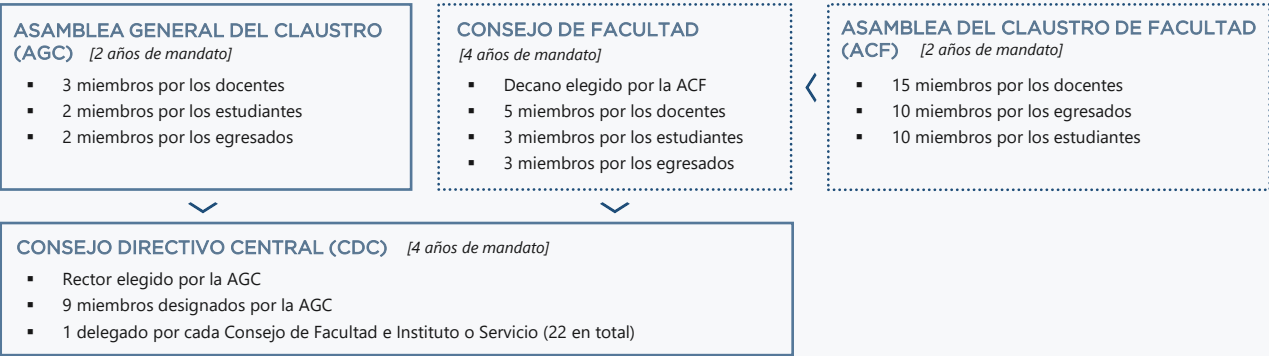 ASAMBLEA GENERAL DEL CLAUSTRO
(AGC) [2 años de mandato]
▪ 3 miembros por los docentes
▪ 2 miembros por los estudiantes
▪ 2 miembros por los egresados
CONSEJO DE FACULTAD
[4 años de mandato]
▪ Decano elegido por la ACF
▪ 5 miembros por los docentes
▪ 3 miembros por los estudiantes
▪ 3 miembros por los egresados
ASAMBLEA DEL CLAUSTRO DE FACULTAD
(ACF) [2 años de mandato]
▪ 15 miembros por los docentes
▪ 10 miembros por los egresados
▪ 10 miembros por los estudiantes
CONSEJO DIRECTIVO CENTRAL (CDC) [4 años de mandato]
▪ Rector elegido por la AGC
▪ 9 miembros designados por la AGC
▪ 1 delegado por cada Consejo de Facultad e Instituto o Servicio (22 en total)